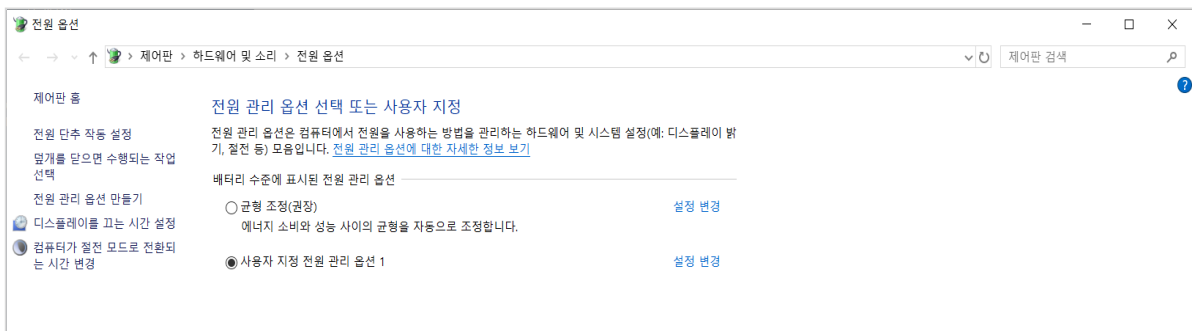 전원 옵션
제어판 > 하드웨어 및 소리 > 전원 옵션
제어판 검색
제어판 홈
전원 단추 작동 설정
덮개를 닫으면 수행되는 작업
선택
전원 관리 옵션 만들기
디스플레이를 끄는 시간 설정
컴퓨터가 절전 모드로 전환되
는 시간 변경
전원 관리 옵션 선택 또는 사용자 지정
전원 관리 옵션은 컴퓨터에서 전원을 사용하는 방법을 관리하는 하드웨어 및 시스템 설정(예: 디스플레이 밝
기, 절전 등) 모음입니다. 전원 관리 옵션에 대한 자세한 정보 보기
배터리 수준에 표시된 전원 관리 옵션
균형 조정(권장) 설정 변경
에너지 소비와 성능 사이의 균형을 자동으로 조정합니다.
사용자 지정 전원 관리 옵션 1 설정 변경